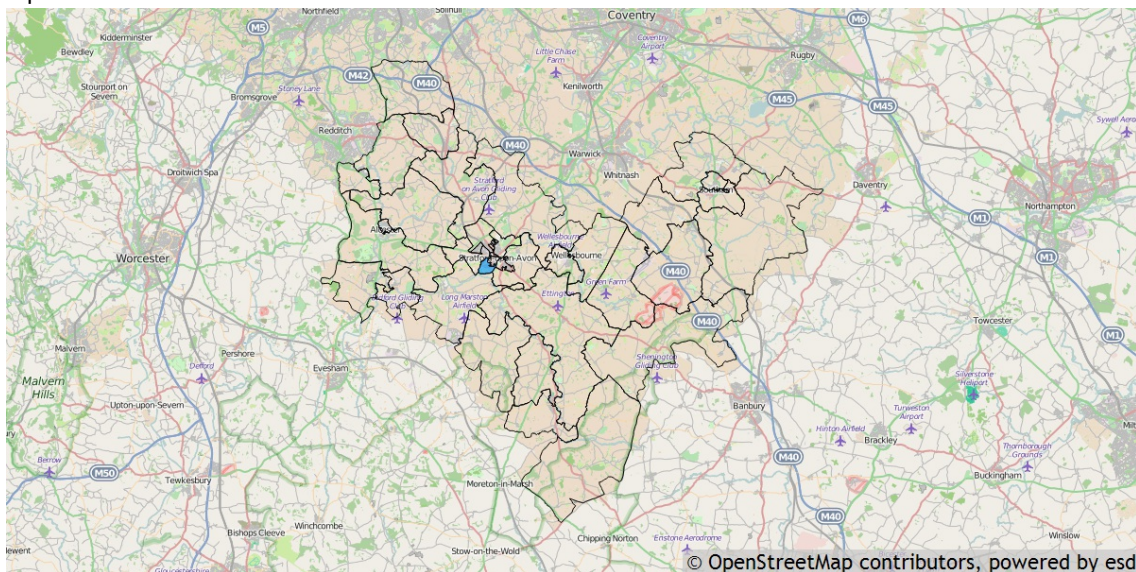 Northfield
Solihull
Coventry
M6
Kidderminster
M5
Bewdley
Coventry
Airport
Rugby
Little Chase
Farm
Stourport on
Severn
M42
M40
Kenilworth
Stoney Lane
Bromsgrove
M45
M45
Redditch
M40
Droitwich Spa
Warwick
Whitnash
Stratford
on Avon Gliding
Club
Daventry
Northampton
M1
Worcester
Wellesbourne
Wellesbourne
M40
M1
Green Farm
Ettington
Long Marston
Airfield
M40
Towcester
M1
Malvern
Pershore
Defford
Evesham
Shenington
Gliding Club
Silverstone
Heliport
Malvern
Hills
Upton-upon-Severn
Banbury
Turweston
Airport
Hinton Airfield
Brackley
Thornborough
Grounds
Berrow
M50
M40
Buckingham
Tewkesbury
Moreton-in-Marsh
M40
Winchcombe
Bishops Cleeve
Chipping Norton
Winslow
Stow-on-the-Wold
Enstone Aerodrome
© OpenStreetMap contributors, powered by esd